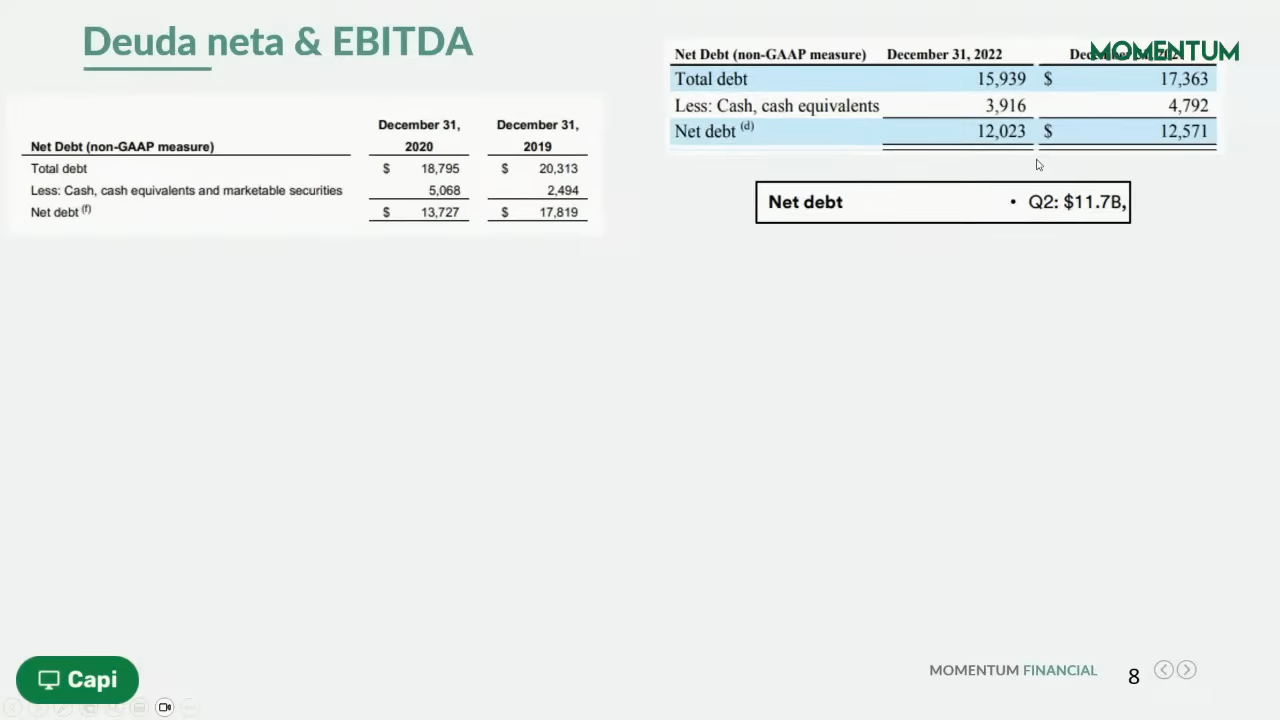 Deuda neta & EBITDA
MOMENTUM
December 31, December 31,
Net Debt (non-GAAP measure) 2020 2019
Total debt $ 18,795 $ 20,313
Less: Cash, cash equivalents and marketable securities 5,068 2,494
Net debt (f) $ 13,727 $ 17,819
Net Debt (non-GAAP measure) December 31, 2022
Total debt 15,939 $ 17,363
Less: Cash, cash equivalents 3,916 4,792
Net debt (d) 12,023 $ 12,571
Net debt • Q2: $11.7B,
Capi
MOMENTUM FINANCIAL 8